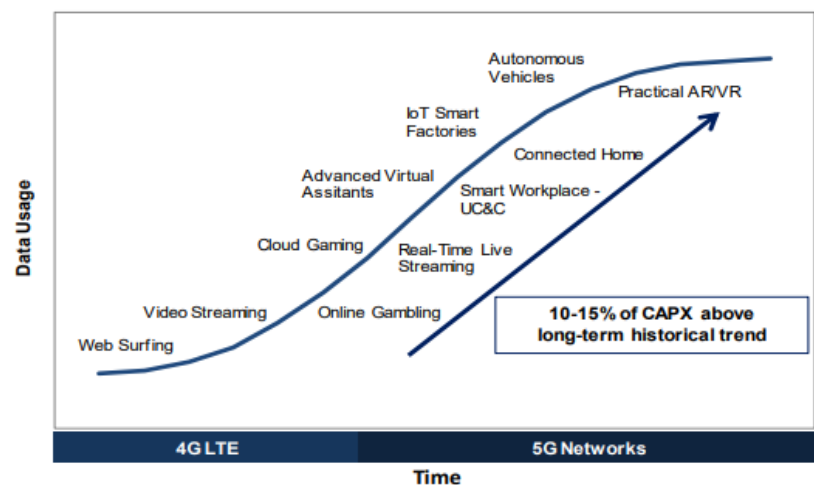 Autonomous
Vehicles
Practical AR/VR
IoT Smart
Factories
Connected Home
Advanced Virtual
Assitants
Smart Workplace -
UC&C
Cloud Gaming
Real-Time Live
Streaming
Video Streaming
Online Gambling
Web Surfing
10-15% of CAPX above
long-term historical trend
Data Usage
4G LTE
5G Networks
Time